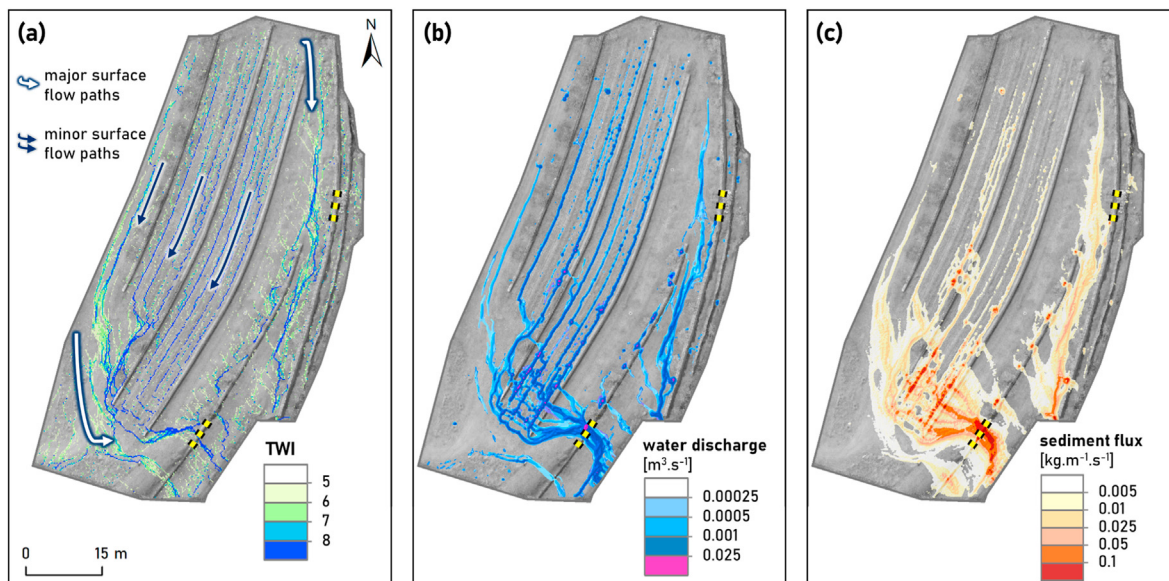 (a)
N
major surface
flow paths
minor surface
flow paths
TWI
5
6
7
8
0 15 m
(b)
water discharge
[m³.s⁻¹]
0.00025
0.0005
0.001
0.025
(c)
sediment flux
[kg.m⁻¹.s⁻¹]
0.005
0.01
0.025
0.05
0.1